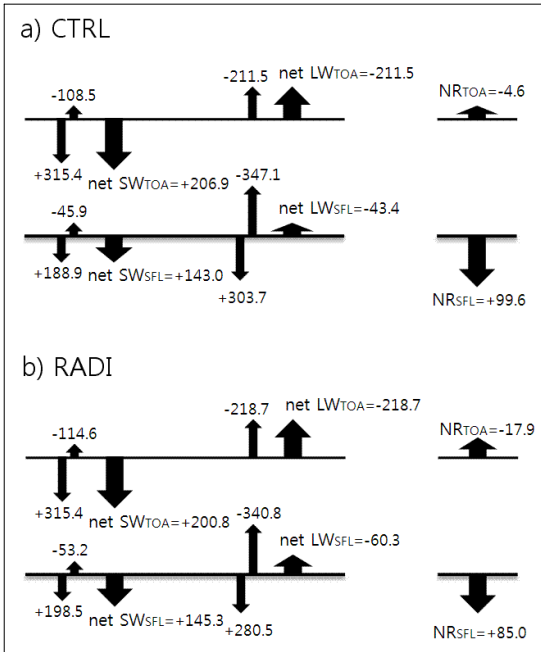 a) CTRL
-108.5
-211.5
net LWTOA=-211.5
NRTOA=-4.6
+315.4
net SWTOA=+206.9
-347.1
-45.9
net LWSFL=-43.4
+188.9
net SWSFL=+143.0
+303.7
NRSFL=+99.6
b) RADI
-114.6
-218.7
net LWTOA=-218.7
NRTOA=-17.9
+315.4
net SWTOA=+200.8
-340.8
-53.2
net LWSFL=-60.3
+198.5
net SWSFL=+145.3
+280.5
NRSFL=+85.0